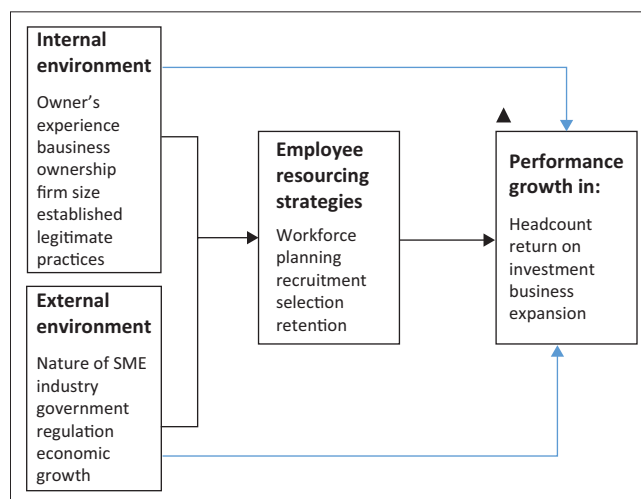 Internal
environment
Owner's
experience
bausiness
ownership
firm size
established
legitimate
practices
External
environment
Nature of SME
industry
government
regulation
economic
growth
Employee
resourcing
strategies
Workforce
planning
recruitment
selection
retention
Performance
growth in:
Headcount
return on
investment
business
expansion